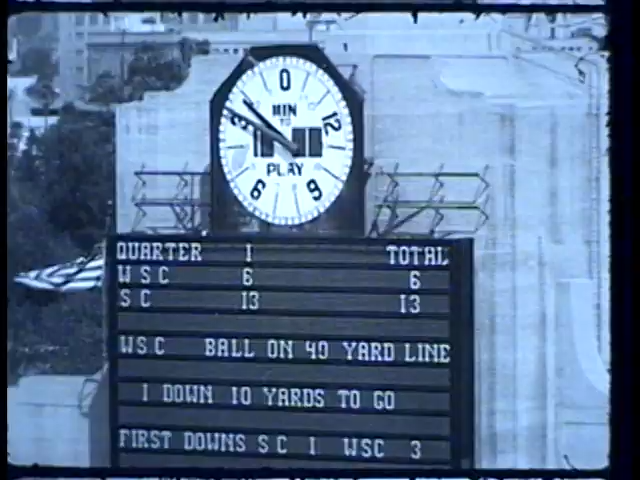 0
MIN
TO
3 12
PLAY
6 9
QUARTER 1 TOTAL
WSC 6 6
SC 13 13
WSC BALL ON 40 YARD LINE
1 DOWN 10 YARDS TO GO
FIRST DOWNS SC 1 WSC 3